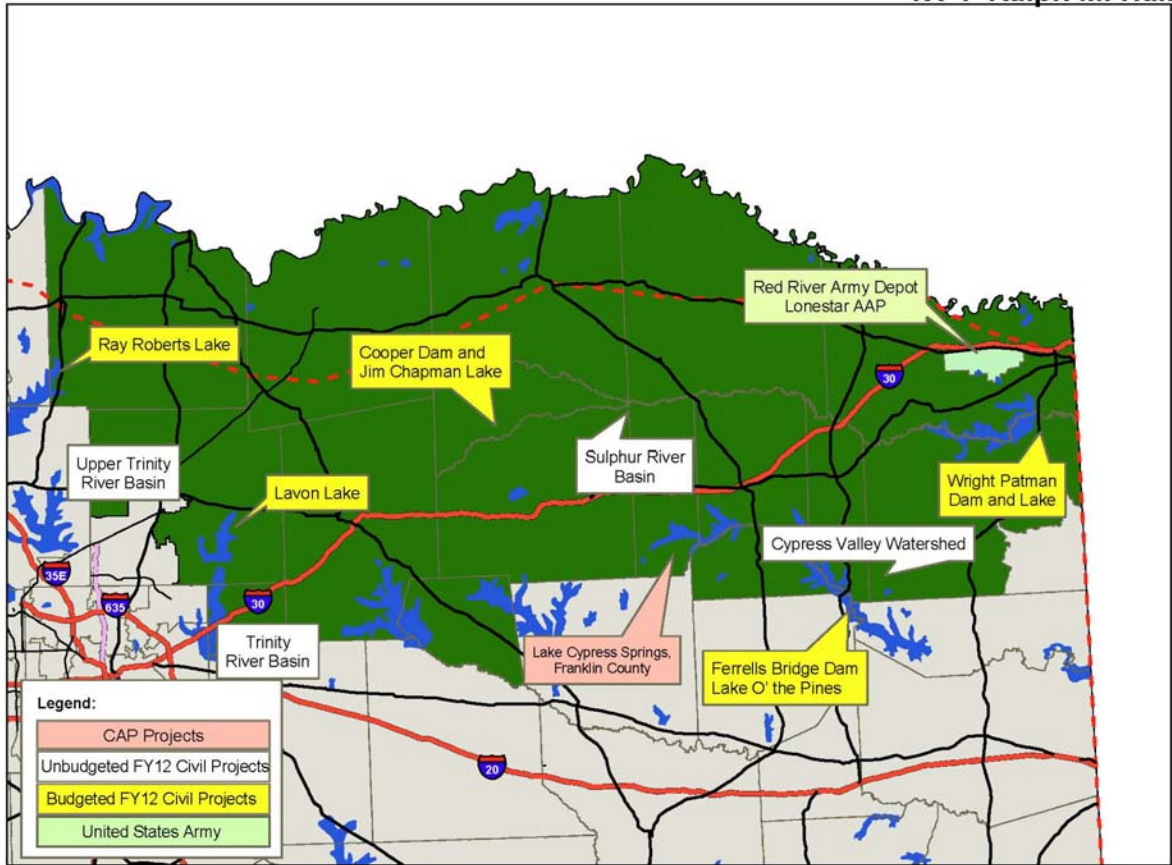 Red River Army Depot
Lonestar AAP
Ray Roberts Lake
Cooper Dam and
Jim Chapman Lake
30
Upper Trinity
River Basin
Lavon Lake
Sulphur River
Basin
Wright Patman
Dam and Lake
Cypress Valley Watershed
35E
635
30
Trinity
River Basin
Lake Cypress Springs,
Franklin County
Ferrells Bridge Dam
Lake O' the Pines
20
Legend:
CAP Projects
Unbudgeted FY12 Civil Projects
Budgeted FY12 Civil Projects
United States Army